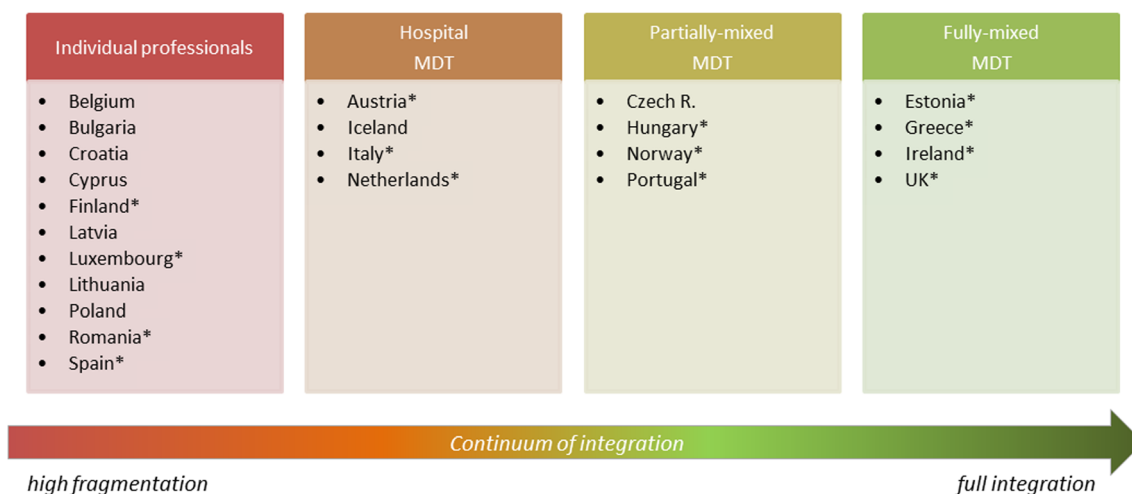 Individual professionals
• Belgium
• Bulgaria
• Croatia
• Cyprus
• Finland*
• Latvia
• Luxembourg*
• Lithuania
• Poland
• Romania*
• Spain*
Hospital
MDT
• Austria*
• Iceland
• Italy*
• Netherlands*
Partially-mixed
MDT
• Czech R.
• Hungary*
• Norway*
• Portugal*
Fully-mixed
MDT
• Estonia*
• Greece*
• Ireland*
• UK*
Continuum of integration
high fragmentation
full integration